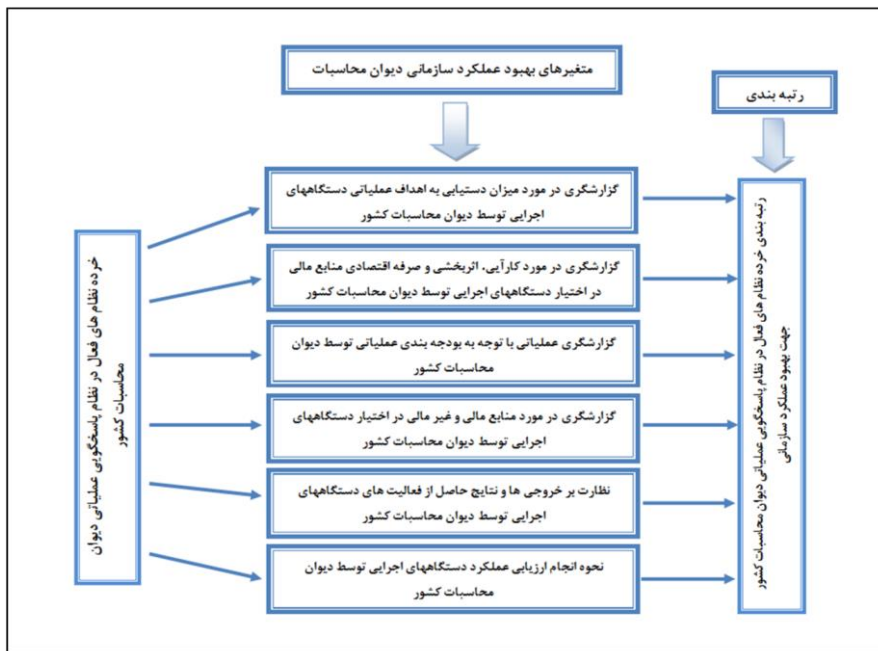 متغیرهای بهبود عملکرد سازمانی دیوان محاسبات
رتبه بندی
خرده نظام های فعال در نظام پاسخگویی عملیاتی دیوان
محاسبات کشور
گزارشگری در مورد میزان دستیابی به اهداف عملیاتی دستگاههای
اجرایی توسط دیوان محاسبات کشور
گزارشگری در مورد کارآیی، اثربخشی و صرفه اقتصادی منابع مالی
در اختیار دستگاههای اجرایی توسط دیوان محاسبات کشور
گزارشگری عملیاتی با توجه به بودجه بندی عملیاتی توسط دیوان
محاسبات کشور
گزارشگری در مورد منابع مالی و غیر مالی در اختیار دستگاههای
اجرایی توسط دیوان محاسبات کشور
نظارت بر خروجی ها و نتایج حاصل از فعالیت های دستگاههای
اجرایی توسط دیوان محاسبات کشور
نحوه انجام ارزیابی عملکرد دستگاههای اجرایی توسط دیوان
محاسبات کشور
رتبه بندی خرده نظام های فعال در نظام پاسخگویی عملیاتی دیوان محاسبات کشور
جهت بهبود عملکرد سازمانی